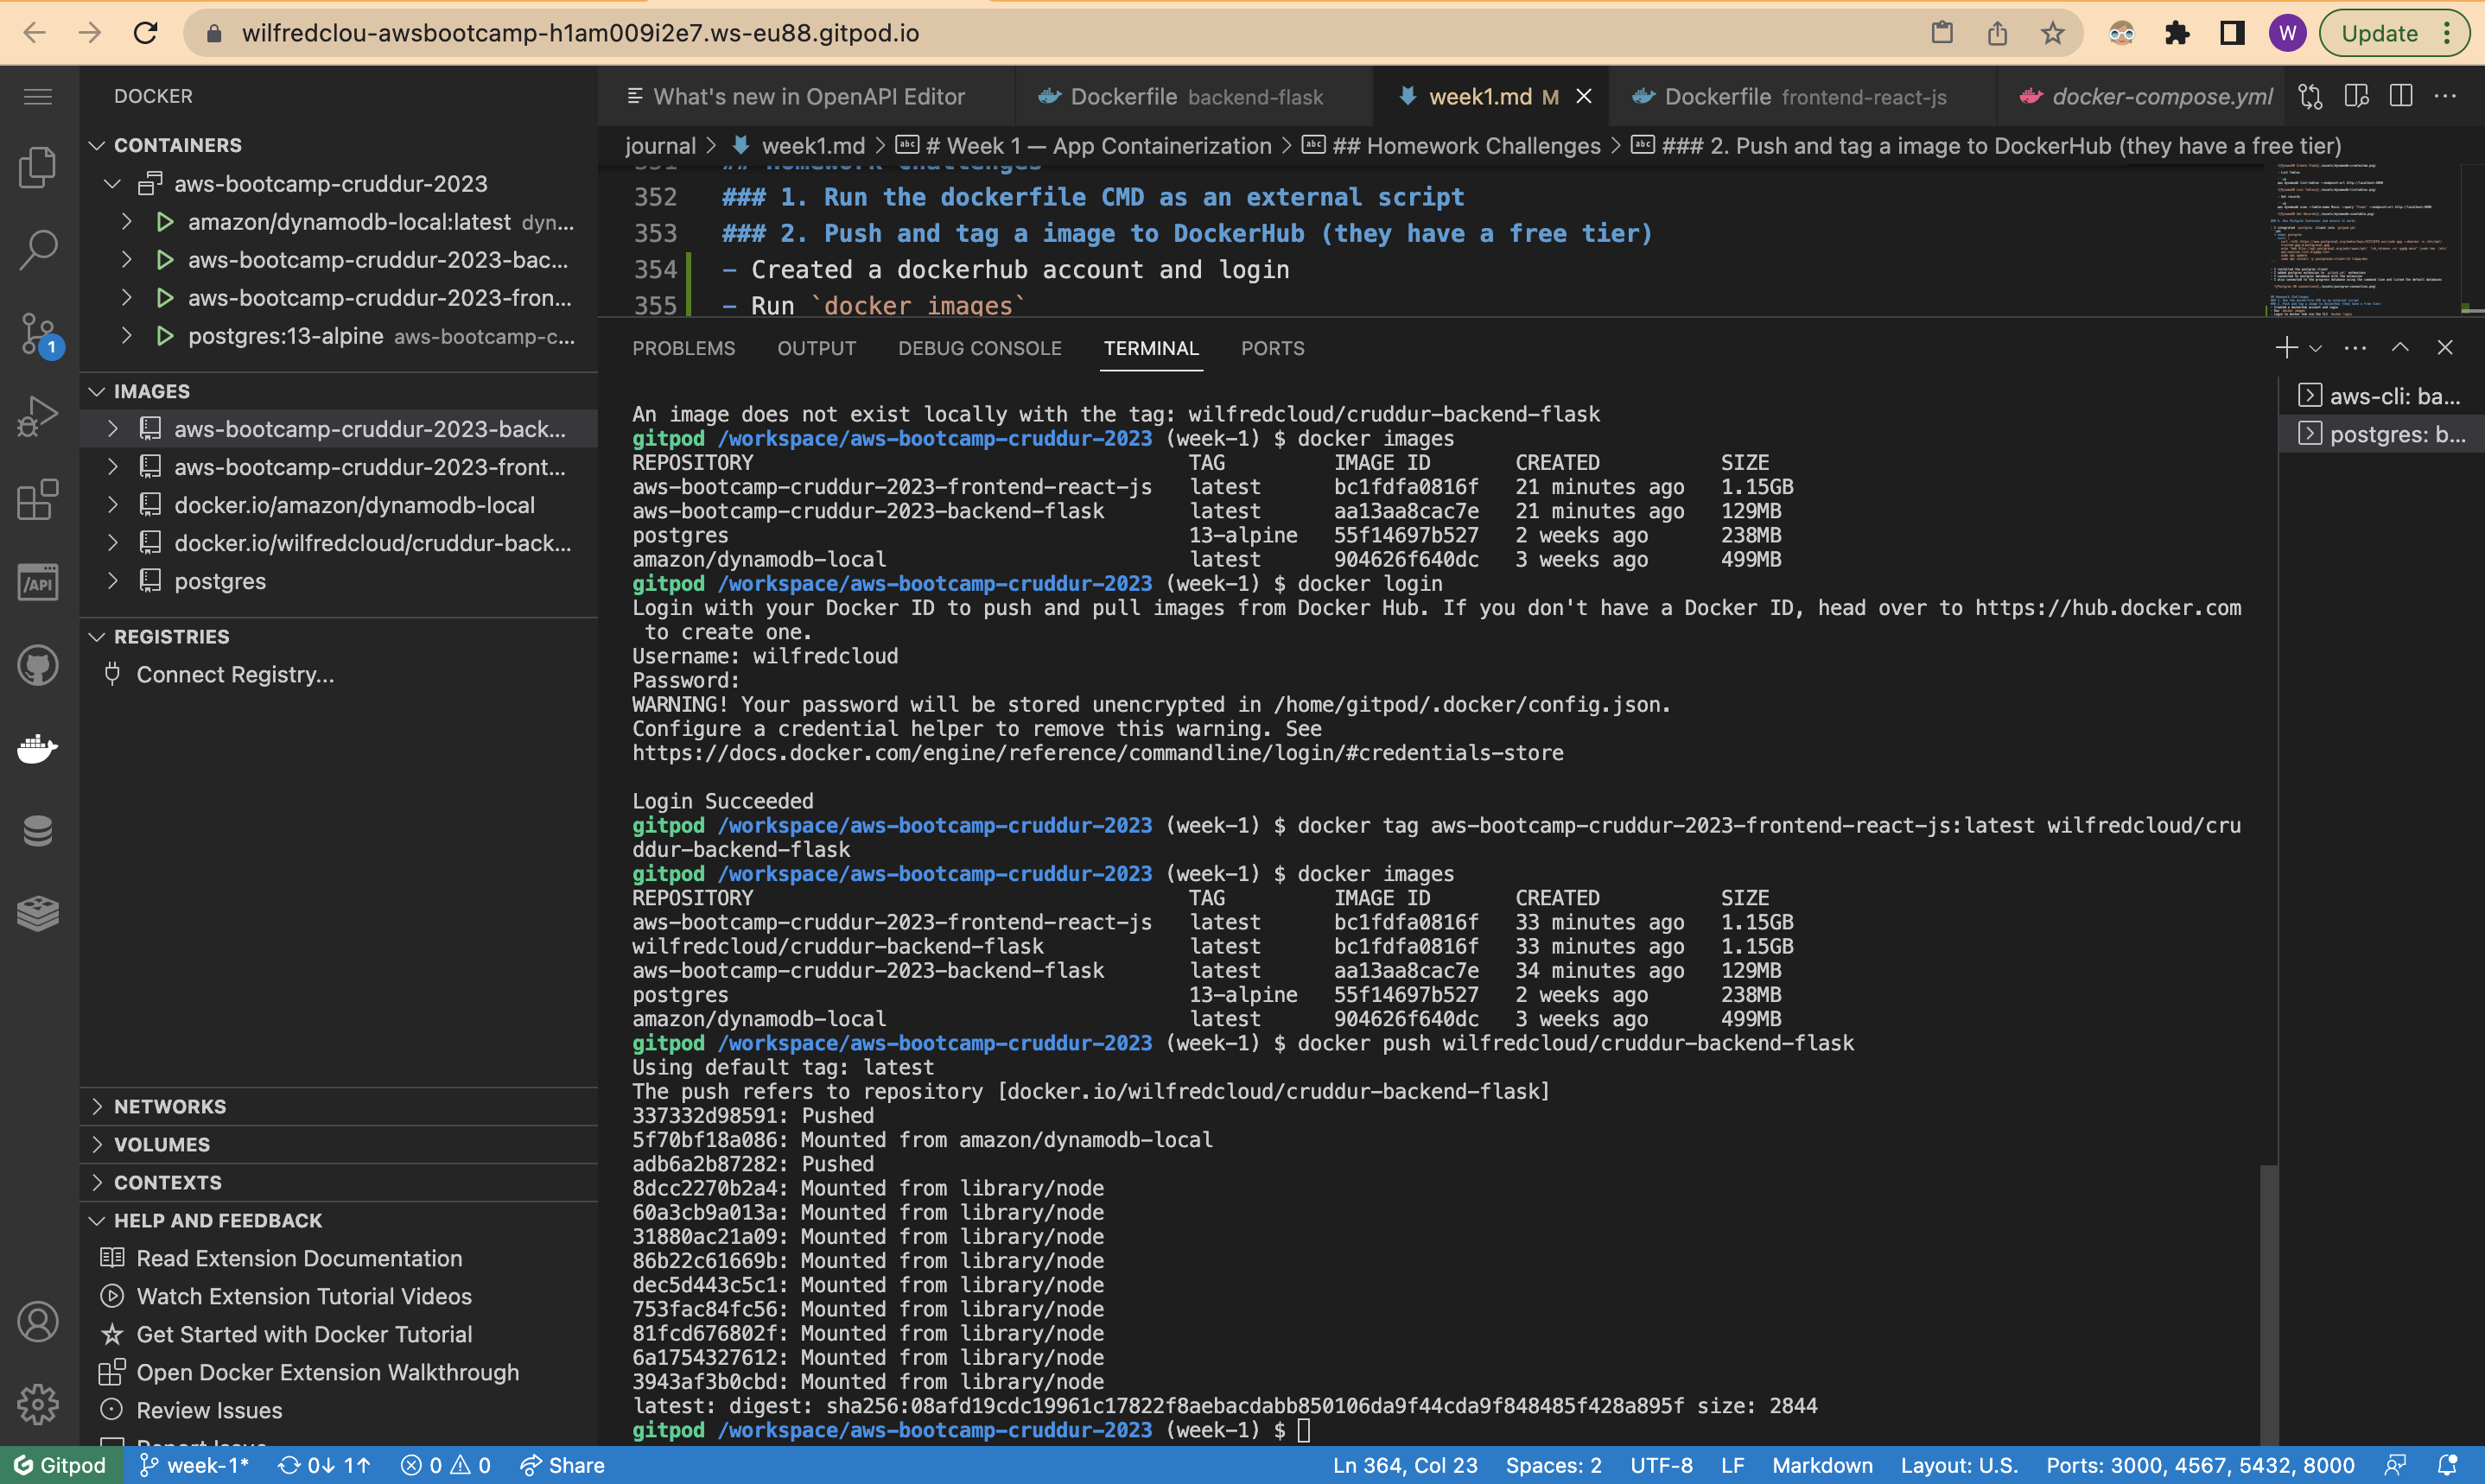 wilfredclou-awsbootcamp-h1am009i2e7.ws-eu88.gitpod.io
W
Update
DOCKER
What's new in OpenAPI Editor
Dockerfile backend-flask
week1.md M
Dockerfile frontend-react-js
docker-compose.yml
journal > week1.md > # Week 1 — App Containerization > ## Homework Challenges > ### 2. Push and tag a image to DockerHub (they have a free tier)
CONTAINERS
aws-bootcamp-cruddur-2023
amazon/dynamodb-local:latest dyn...
aws-bootcamp-cruddur-2023-bac...
aws-bootcamp-cruddur-2023-fron...
postgres:13-alpine aws-bootcamp-c...
IMAGES
aws-bootcamp-cruddur-2023-back...
aws-bootcamp-cruddur-2023-front...
docker.io/amazon/dynamodb-local
docker.io/wilfredcloud/cruddur-back...
postgres
REGISTRIES
Connect Registry...
NETWORKS
VOLUMES
CONTEXTS
HELP AND FEEDBACK
Read Extension Documentation
Watch Extension Tutorial Videos
Get Started with Docker Tutorial
Open Docker Extension Walkthrough
Review Issues
Report Issue
1
/API
351 ## Homework Challenges
352 ### 1. Run the dockerfile CMD as an external script
353 ### 2. Push and tag a image to DockerHub (they have a free tier)
354 - Created a dockerhub account and login
355 - Run `docker images`
PROBLEMS OUTPUT DEBUG CONSOLE TERMINAL PORTS
aws-cli: ba...
postgres: b...
An image does not exist locally with the tag: wilfredcloud/cruddur-backend-flask
gitpod /workspace/aws-bootcamp-cruddur-2023 (week-1) $ docker images
REPOSITORY TAG IMAGE ID CREATED SIZE
aws-bootcamp-cruddur-2023-frontend-react-js latest bc1fdfa0816f 21 minutes ago 1.15GB
aws-bootcamp-cruddur-2023-backend-flask latest aa13aa8cac7e 21 minutes ago 129MB
postgres 13-alpine 55f14697b527 2 weeks ago 238MB
amazon/dynamodb-local latest 904626f640dc 3 weeks ago 499MB
gitpod /workspace/aws-bootcamp-cruddur-2023 (week-1) $ docker login
Login with your Docker ID to push and pull images from Docker Hub. If you don't have a Docker ID, head over to https://hub.docker.com
to create one.
Username: wilfredcloud
Password:
WARNING! Your password will be stored unencrypted in /home/gitpod/.docker/config.json.
Configure a credential helper to remove this warning. See
https://docs.docker.com/engine/reference/commandline/login/#credentials-store
Login Succeeded
gitpod /workspace/aws-bootcamp-cruddur-2023 (week-1) $ docker tag aws-bootcamp-cruddur-2023-frontend-react-js:latest wilfredcloud/cru
ddur-backend-flask
gitpod /workspace/aws-bootcamp-cruddur-2023 (week-1) $ docker images
REPOSITORY TAG IMAGE ID CREATED SIZE
aws-bootcamp-cruddur-2023-frontend-react-js latest bc1fdfa0816f 33 minutes ago 1.15GB
wilfredcloud/cruddur-backend-flask latest bc1fdfa0816f 33 minutes ago 1.15GB
aws-bootcamp-cruddur-2023-backend-flask latest aa13aa8cac7e 34 minutes ago 129MB
postgres 13-alpine 55f14697b527 2 weeks ago 238MB
amazon/dynamodb-local latest 904626f640dc 3 weeks ago 499MB
gitpod /workspace/aws-bootcamp-cruddur-2023 (week-1) $ docker push wilfredcloud/cruddur-backend-flask
Using default tag: latest
The push refers to repository [docker.io/wilfredcloud/cruddur-backend-flask]
337332d98591: Pushed
5f70bf18a086: Mounted from amazon/dynamodb-local
adb6a2b87282: Pushed
8dcc2270b2a4: Mounted from library/node
60a3cb9a013a: Mounted from library/node
31880ac21a09: Mounted from library/node
86b22c61669b: Mounted from library/node
dec5d443c5c1: Mounted from library/node
753fac84fc56: Mounted from library/node
81fcd676802f: Mounted from library/node
6a1754327612: Mounted from library/node
3943af3b0cbd: Mounted from library/node
latest: digest: sha256:08afd19cdc19961c17822f8aebacdabb850106da9f44cda9f848485f428a895f size: 2844
gitpod /workspace/aws-bootcamp-cruddur-2023 (week-1) $
Gitpod week-1* 0↓ 1↑ 0 0 Share Ln 364, Col 23 Spaces: 2 UTF-8 LF Markdown Layout: U.S. Ports: 3000, 4567, 5432, 8000